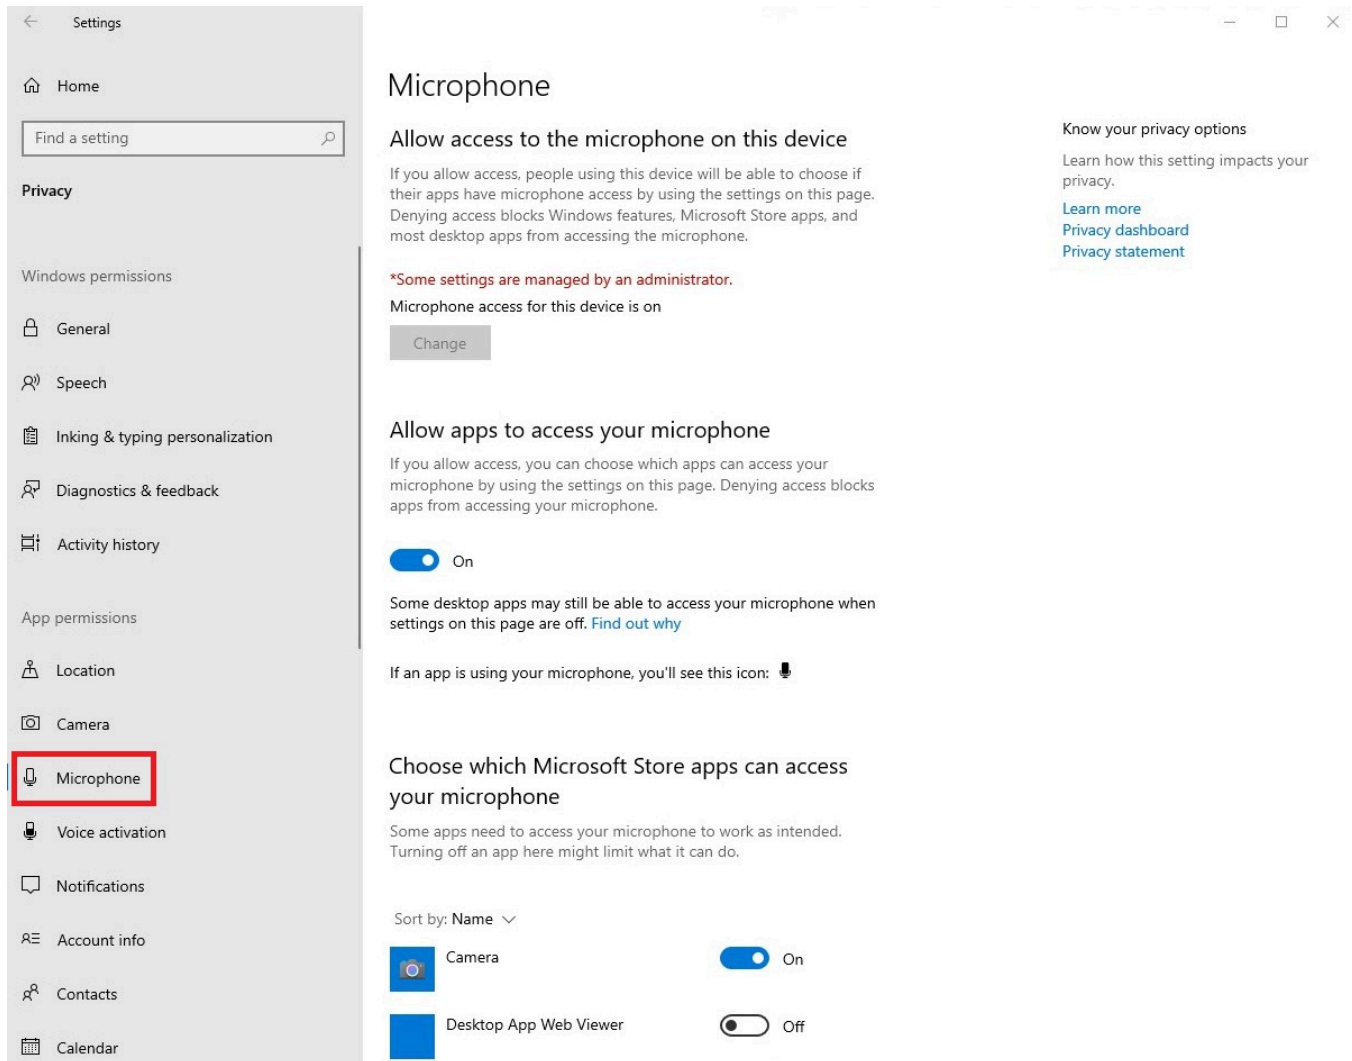 Settings
Home
Find a setting
Privacy
Windows permissions
General
Speech
Inking & typing personalization
Diagnostics & feedback
Activity history
App permissions
Location
Camera
Microphone
Voice activation
Notifications
Account info
Contacts
Calendar
Microphone
Allow access to the microphone on this device
If you allow access, people using this device will be able to choose if
their apps have microphone access by using the settings on this page.
Denying access blocks Windows features, Microsoft Store apps, and
most desktop apps from accessing the microphone.
*Some settings are managed by an administrator.
Microphone access for this device is on
Change
Allow apps to access your microphone
If you allow access, you can choose which apps can access your
microphone by using the settings on this page. Denying access blocks
apps from accessing your microphone.
On
Some desktop apps may still be able to access your microphone when
settings on this page are off. Find out why
If an app is using your microphone, you'll see this icon:
Choose which Microsoft Store apps can access
your microphone
Some apps need to access your microphone to work as intended.
Turning off an app here might limit what it can do.
Sort by: Name
Camera On
Desktop App Web Viewer Off
Know your privacy options
Learn how this setting impacts your
privacy.
Learn more
Privacy dashboard
Privacy statement